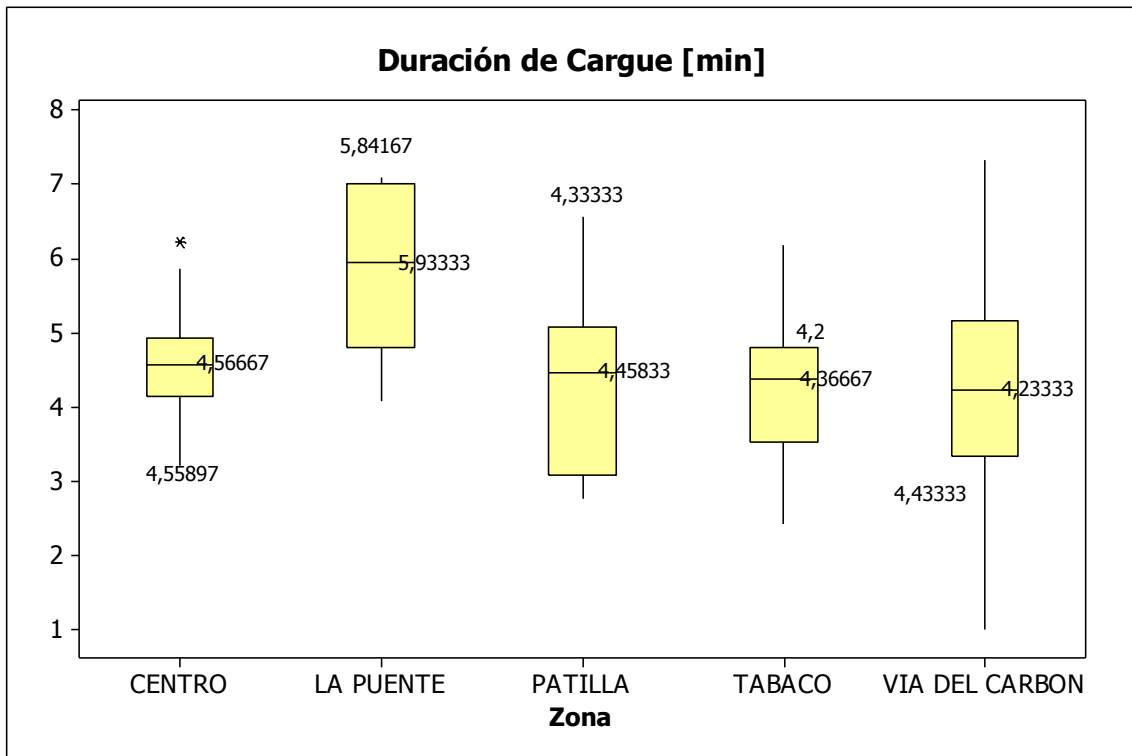 Duración de Cargue [min]
8
7
6
5
4
3
2
1
5,84167
4,33333
5,93333
4,2
4,56667
4,45833
4,36667
4,23333
4,55897
4,43333
CENTRO
LA PUENTE
PATILLA
TABACO
VIA DEL CARBON
Zona